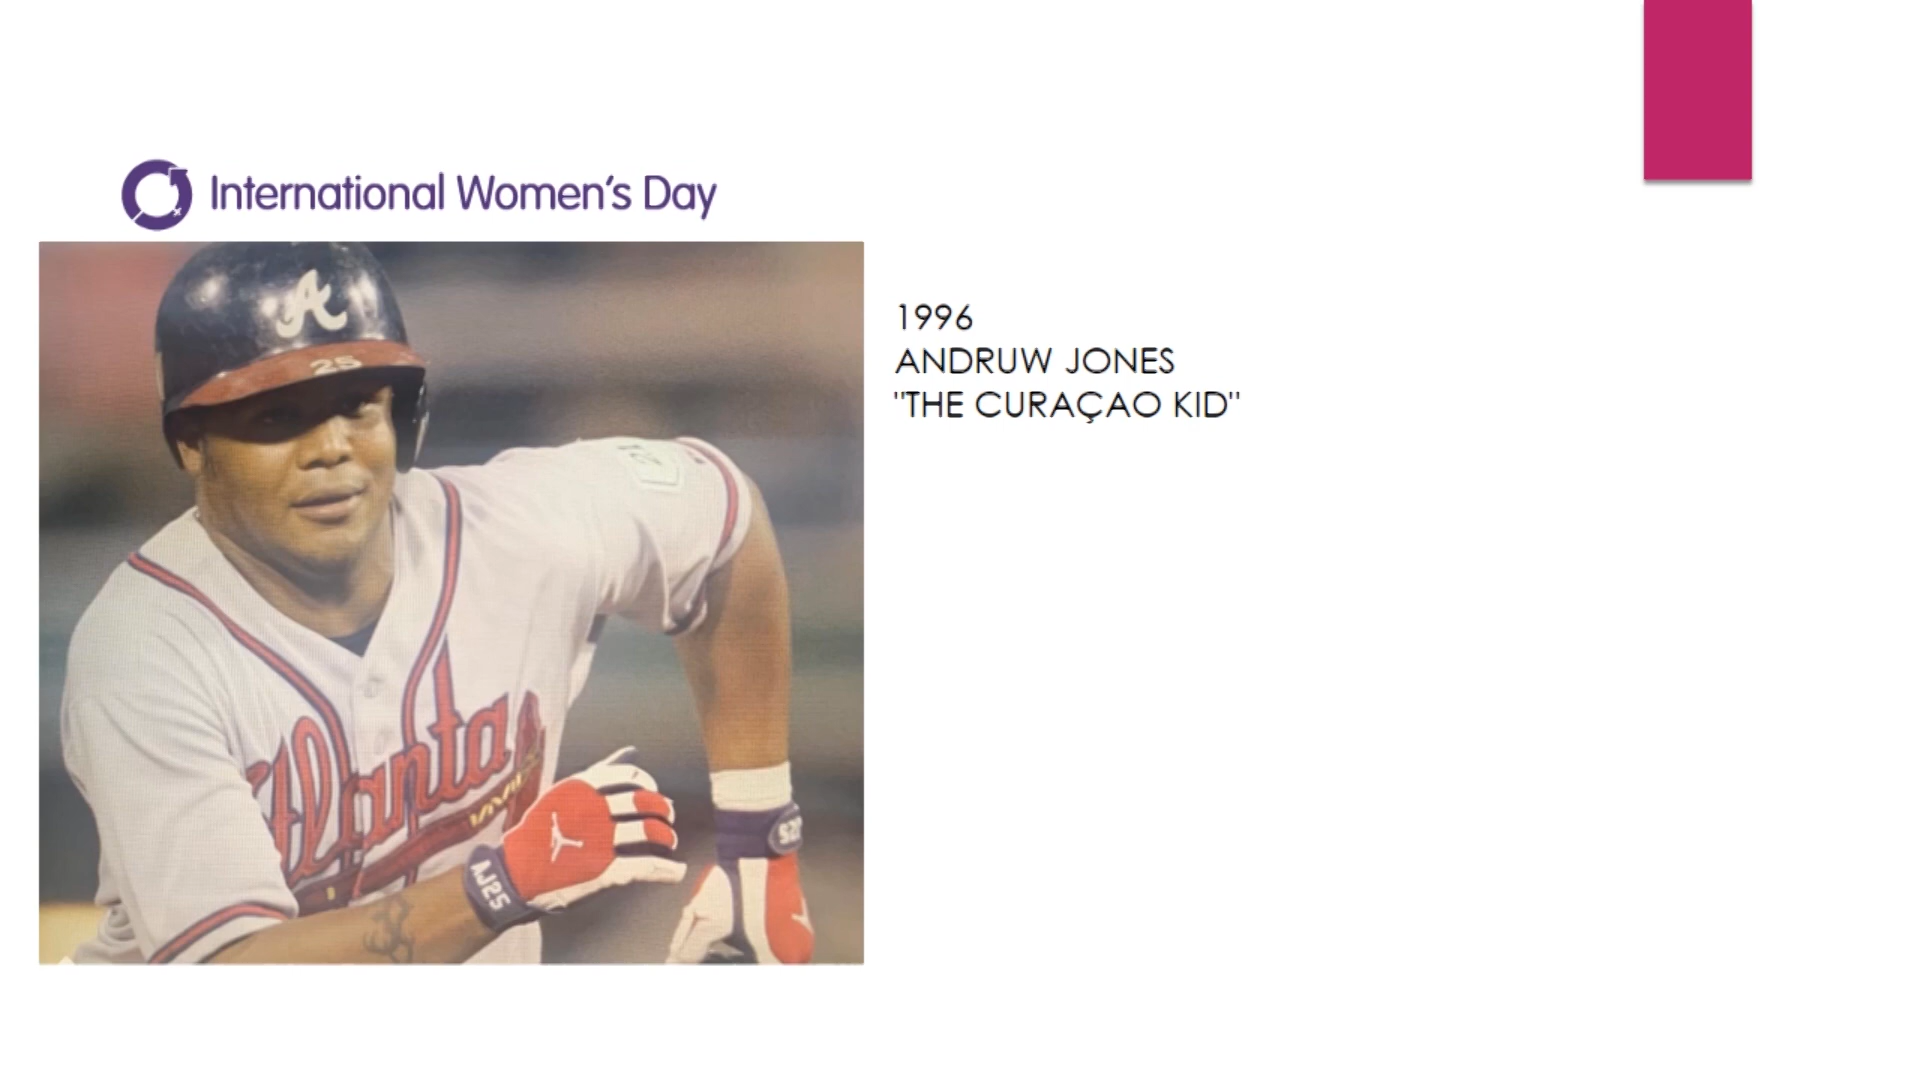 International Women's Day
A
25
1996
ANDRUW JONES
"THE CURAÇAO KID"
Atlanta
AJ25